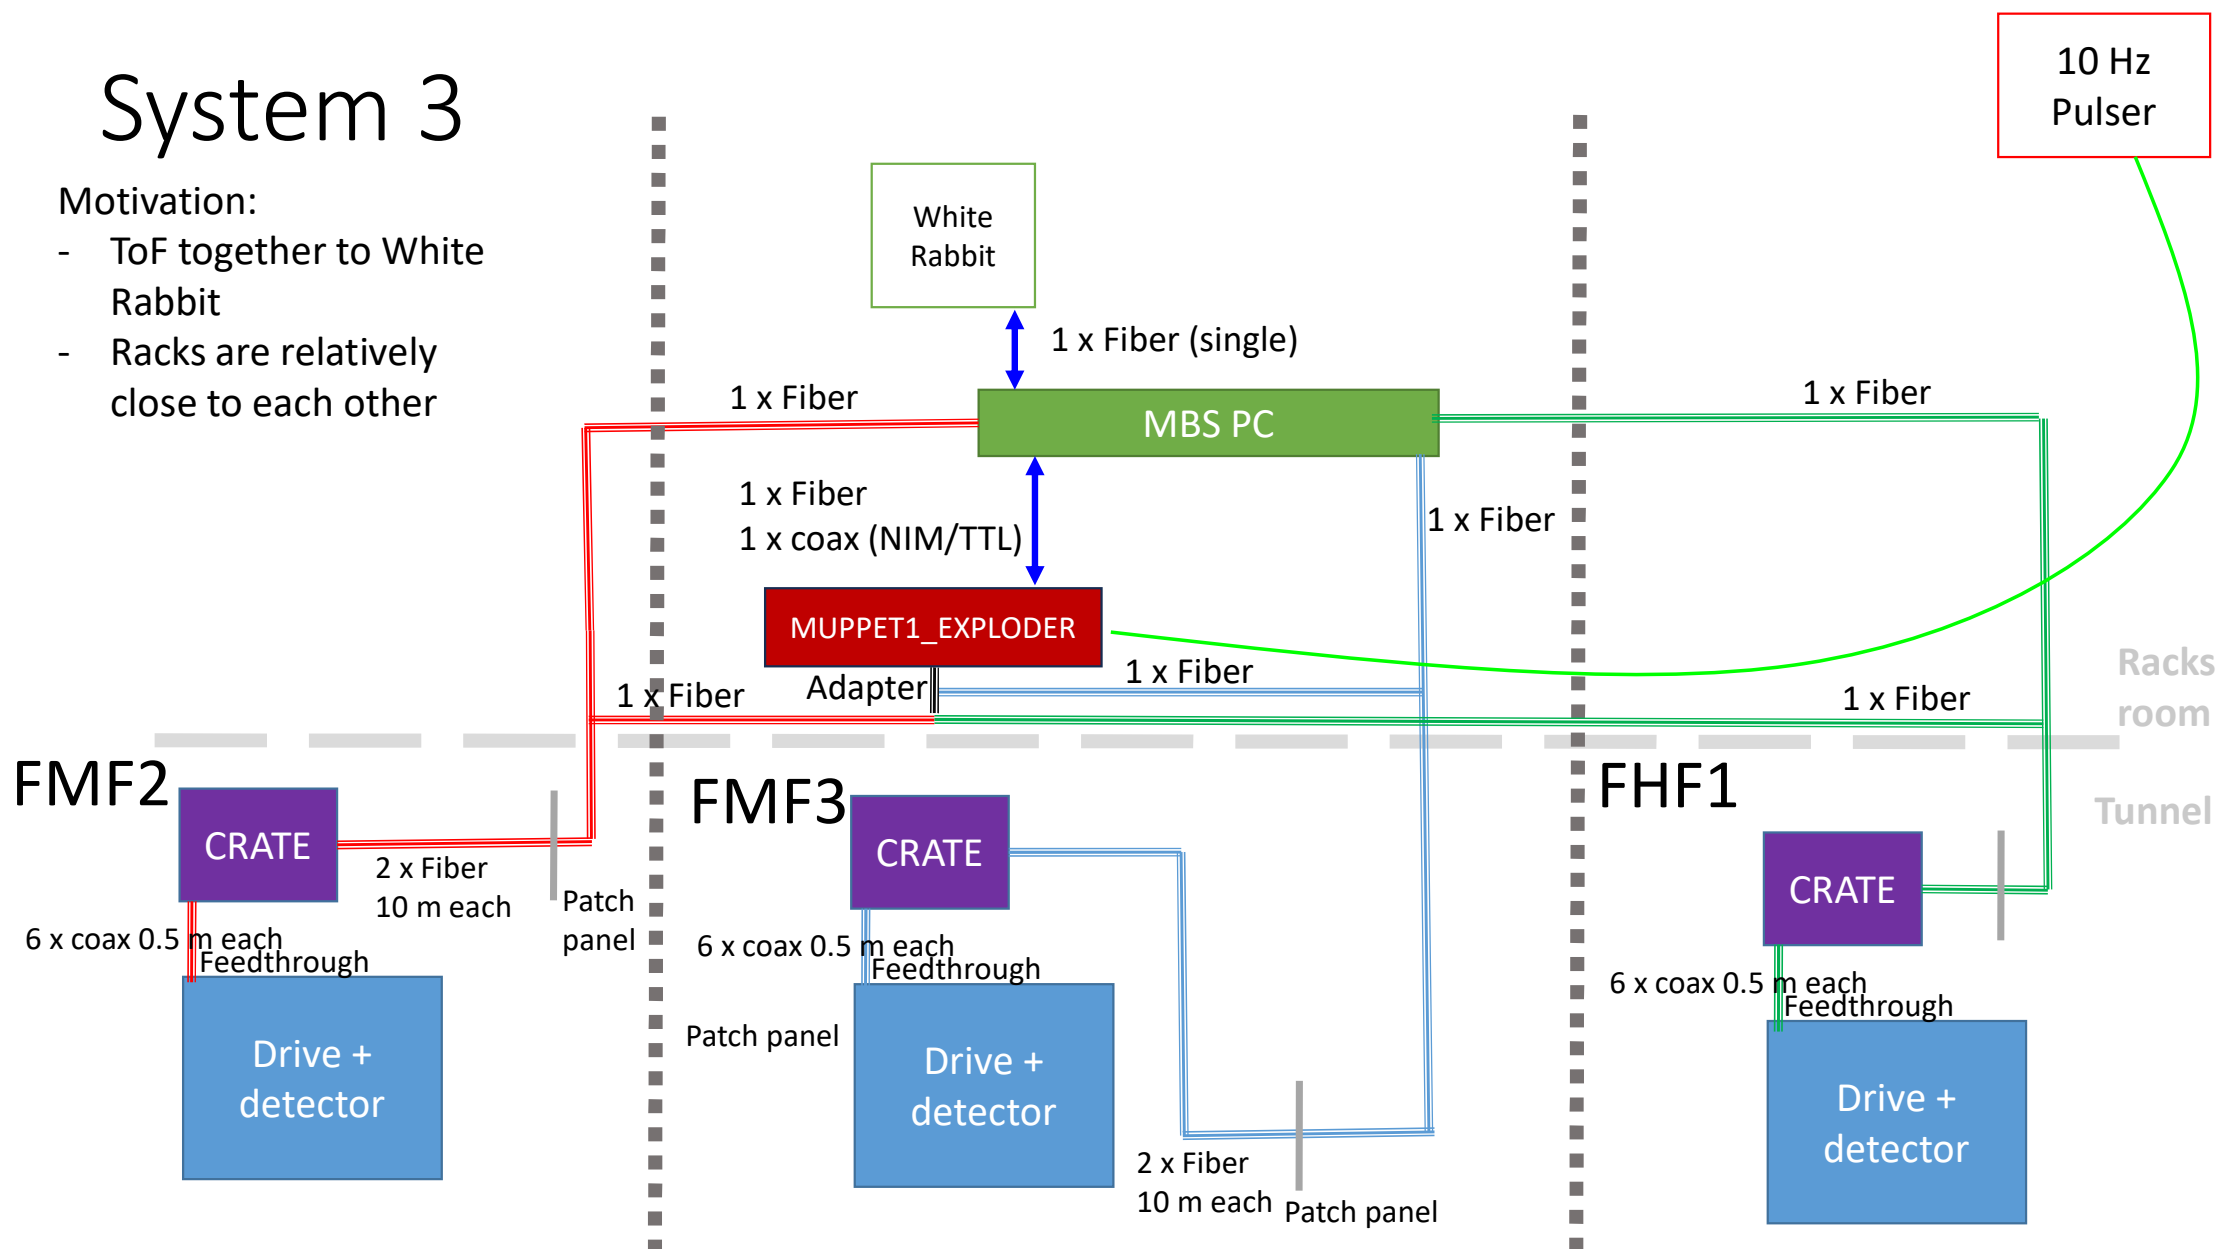 System 3
Motivation:
- ToF together to White
Rabbit
- Racks are relatively
close to each other
10 Hz
Pulser
White
Rabbit
1 x Fiber (single)
1 x Fiber
MBS PC
1 x Fiber
1 x Fiber
1 x coax (NIM/TTL)
1 x Fiber
MUPPET1_EXPLODER
Adapter
1 x Fiber
1 x Fiber
1 x Fiber
Racks
room
Tunnel
FMF2
CRATE
2 x Fiber
10 m each
Patch
panel
6 x coax 0.5 m each
Feedthrough
Drive +
detector
FMF3
CRATE
6 x coax 0.5 m each
Feedthrough
Patch panel
Drive +
detector
2 x Fiber
10 m each
Patch panel
FHF1
CRATE
6 x coax 0.5 m each
Feedthrough
Drive +
detector